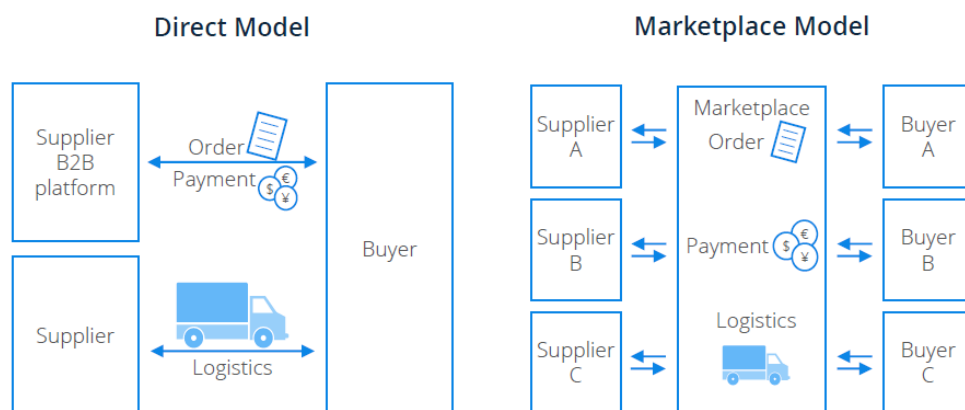 Direct Model
Supplier
B2B
platform
Order
Payment
$
€
¥
Buyer
Supplier
Logistics
Marketplace Model
Supplier
A
Marketplace
Order
Buyer
A
Supplier
B
Payment
$
€
¥
Buyer
B
Supplier
C
Logistics
Buyer
C